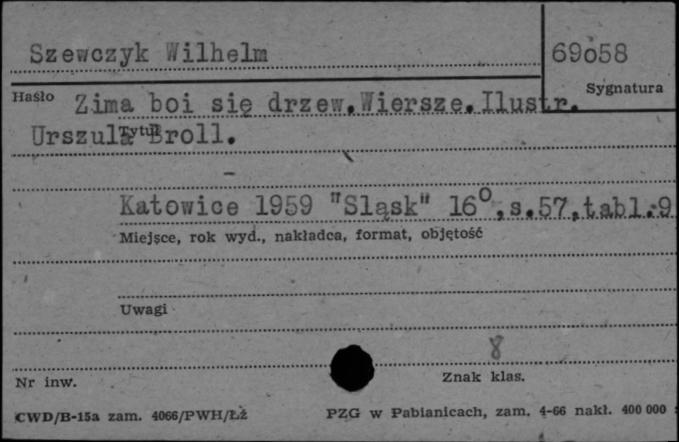 Szewczyk Wilhelm
69o58
Sygnatura
Hasło Zima boi się drzew.Wiersze.Ilustr.
Urszula Broll.
Tytuł
Katowice 1959 "Sląsk" 16°,s.57,tabl.9
Miejsce, rok wyd., nakładca, format, objętość
Uwagi
8
Nr inw.
Znak klas.
CWD/B-15a zam. 4066/PWH/ŁŻ
PZG w Pabianicach, zam. 4-66 nakł. 400 000